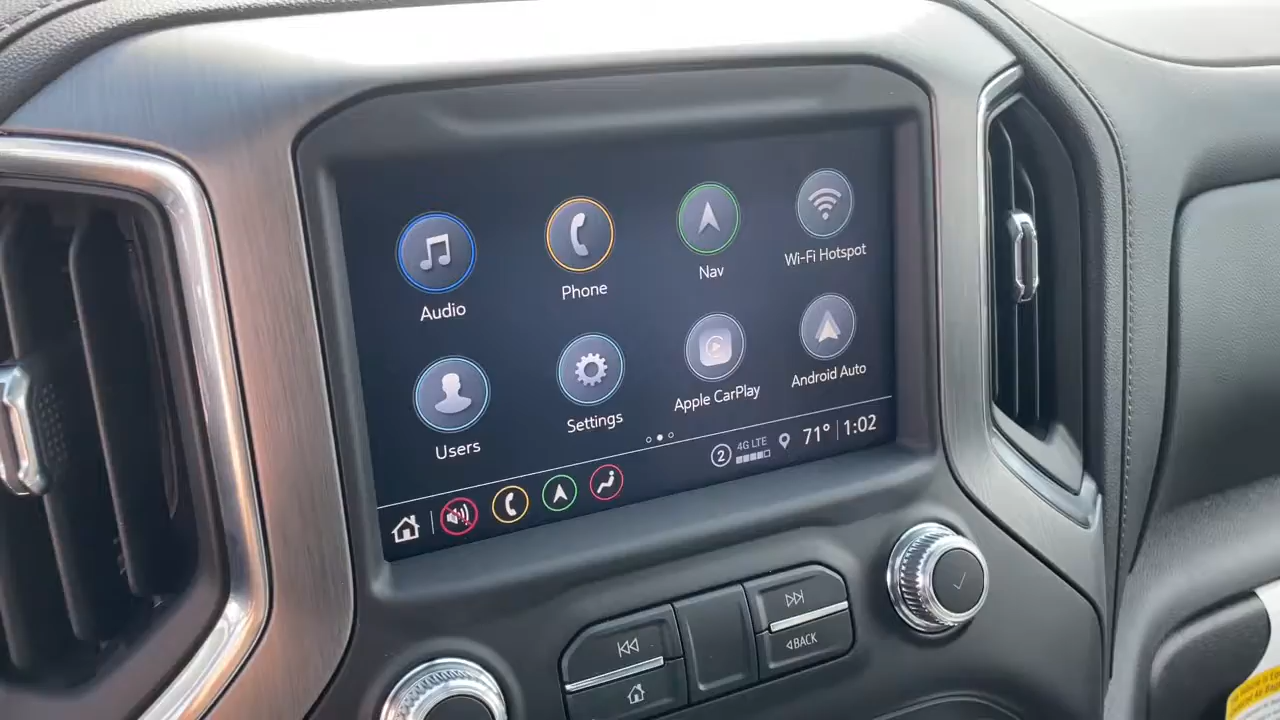 Audio
Phone
Nav
Wi-Fi Hotspot
Users
Settings
Apple CarPlay
Android Auto
2
4G LTE
71°
1:02
BACK